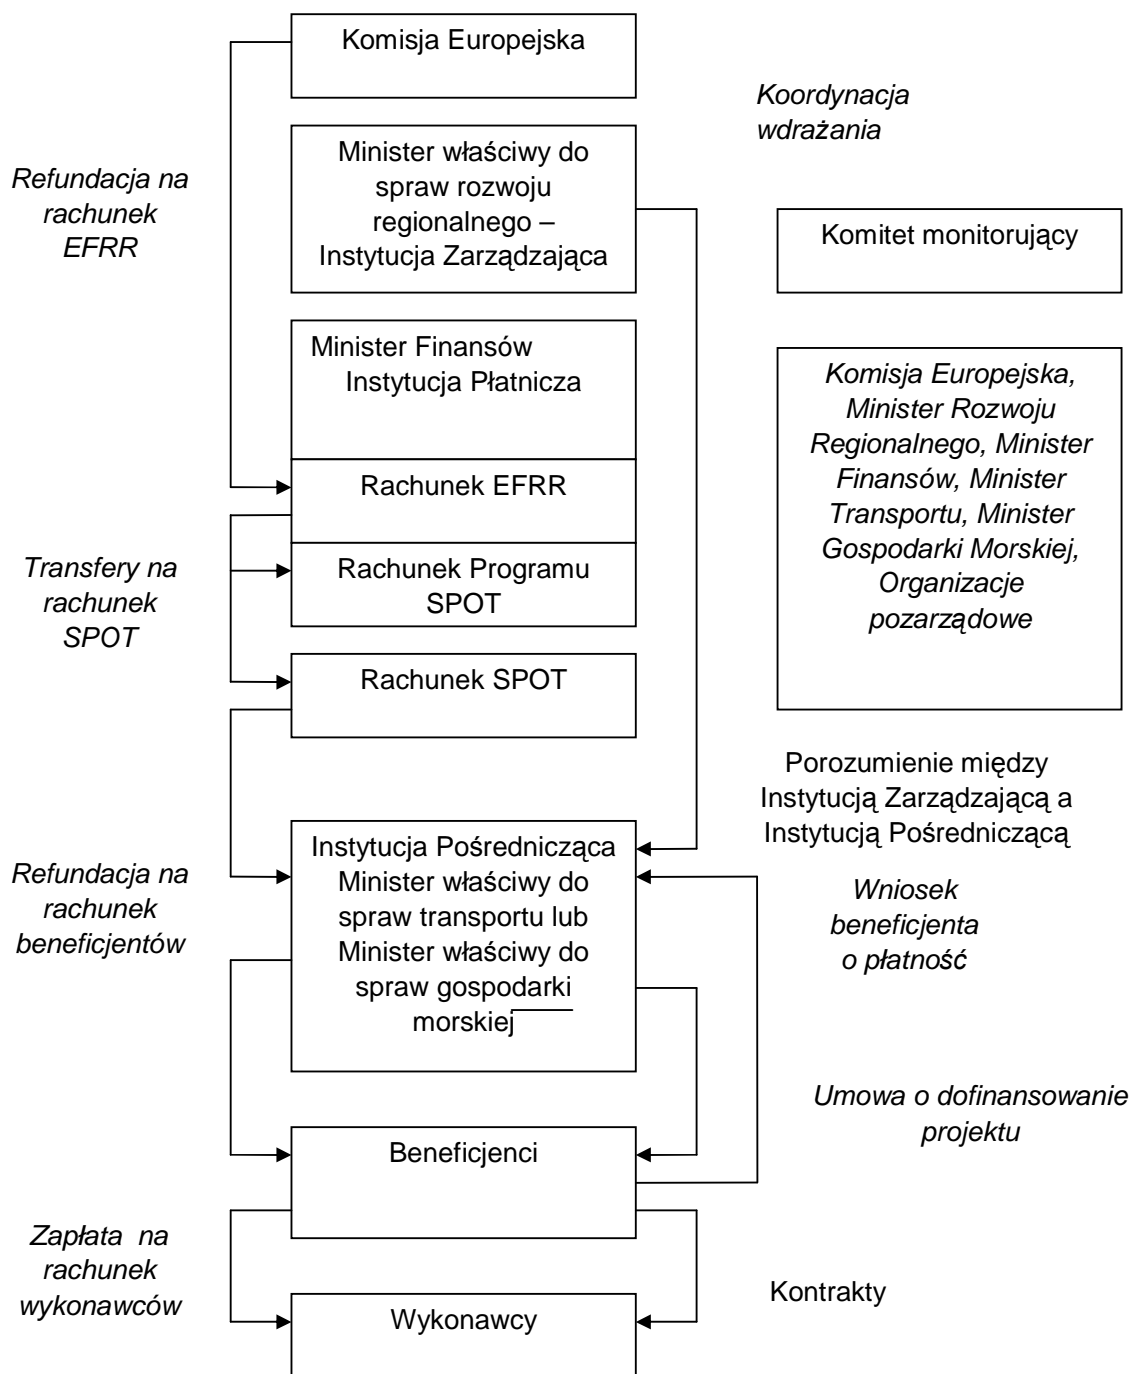 Komisja Europejska
Koordynacja
wdrażania
Minister właściwy do
spraw rozwoju
regionalnego –
Instytucja Zarządzająca
Refundacja na
rachunek
EFRR
Komitet monitorujący
Minister Finansów
Instytucja Płatnicza
Komisja Europejska,
Minister Rozwoju
Regionalnego, Minister
Finansów, Minister
Transportu, Minister
Gospodarki Morskiej,
Organizacje
pozarządowe
Rachunek EFRR
Transfery na
rachunek
SPOT
Rachunek Programu
SPOT
Rachunek SPOT
Porozumienie między
Instytucją Zarządzającą a
Instytucją Pośredniczącą
Instytucja Pośrednicząca
Minister właściwy do
spraw transportu lub
Minister właściwy do
spraw gospodarki
morskiej
Refundacja na
rachunek
beneficjentów
Wniosek
beneficjenta
o płatność
Umowa o dofinansowanie
projektu
Beneficjenci
Zapłata na
rachunek
wykonawców
Kontrakty
Wykonawcy